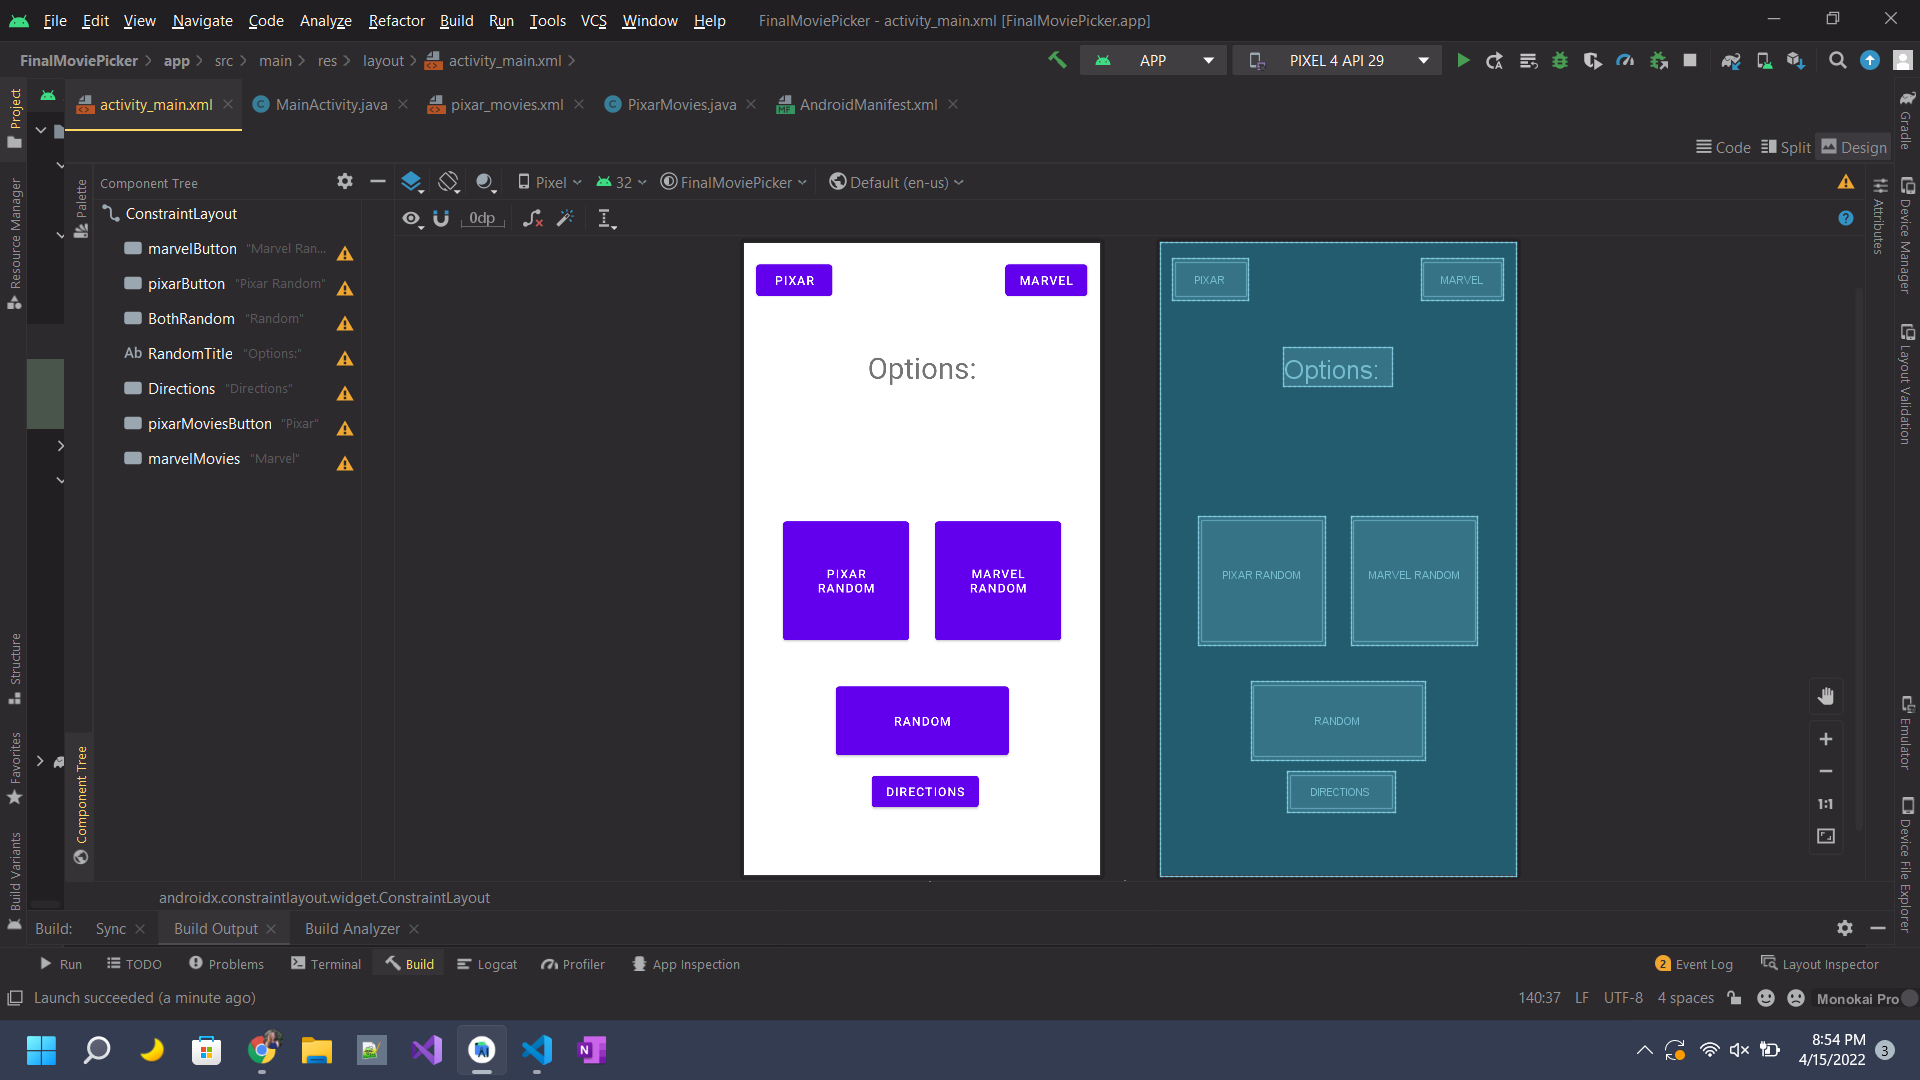 File Edit View Navigate Code Analyze Refactor Build Run Tools VCS Window Help FinalMoviePicker - activity_main.xml [FinalMoviePicker.app]
FinalMoviePicker app src main res layout activity_main.xml APP PIXEL 4 API 29
activity_main.xml MainActivity.java pixar_movies.xml PixarMovies.java AndroidManifest.xml
Code Split Design
Component Tree Pixel 32 FinalMoviePicker Default (en-us)
0dp
ConstraintLayout
marvelButton "Marvel Ran...
pixarButton "Pixar Random"
BothRandom "Random"
Ab RandomTitle "Options:"
Directions "Directions"
pixarMoviesButton "Pixar"
marvelMovies "Marvel"
PIXAR
MARVEL
Options:
PIXAR
RANDOM
MARVEL
RANDOM
RANDOM
DIRECTIONS
PIXAR
MARVEL
Options:
PIXAR RANDOM
MARVEL RANDOM
RANDOM
DIRECTIONS
1:1
Project
Resource Manager
Structure
Favorites
Build Variants
Palette
Component Tree
Attributes
Gradle
Device Manager
Layout Validation
Emulator
Device File Explorer
androidx.constraintlayout.widget.ConstraintLayout
Build: Sync Build Output Build Analyzer
Run TODO Problems Terminal Build Logcat Profiler App Inspection 2 Event Log Layout Inspector
Launch succeeded (a minute ago) 140:37 LF UTF-8 4 spaces Monokai Pro
8:54 PM
4/15/2022
3